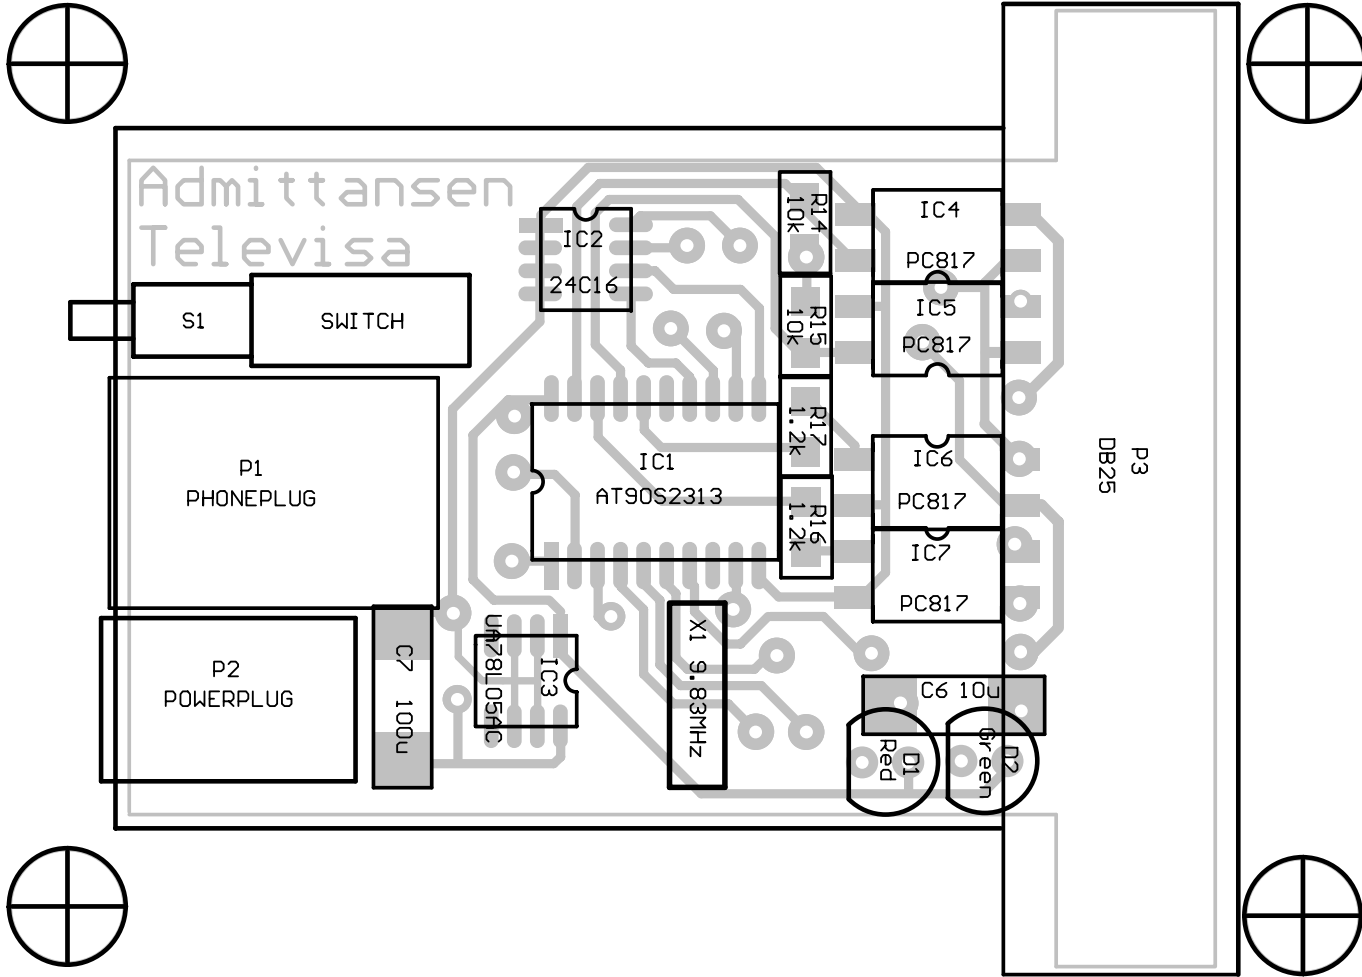 Admittansen
Televisa
S1
SWITCH
IC2
24C16
R14
10k
R15
10k
R17
1.2k
R16
1.2k
IC4
PC817
IC5
PC817
IC6
PC817
IC7
PC817
P3
DB25
P1
PHONEPLUG
IC1
AT90S2313
P2
POWERPLUG
C7 100u
IC3
UA78L05AC
X1 9.83MHz
C6 10u
D1
Red
D2
Green